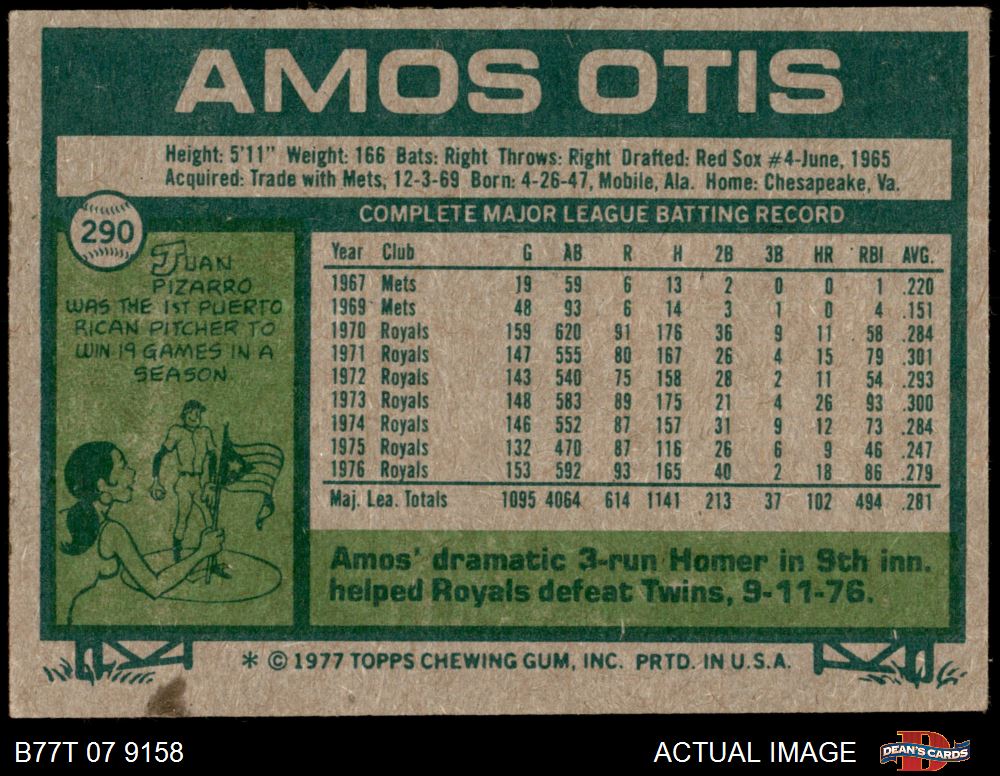 AMOS OTIS
Height: 5'11" Weight: 166 Bats: Right Throws: Right Drafted: Red Sox #4-June, 1965
Acquired: Trade with Mets, 12-3-69 Born: 4-26-47, Mobile, Ala. Home: Chesapeake, Va.
290
JUAN
PIZARRO
WAS THE 1ST PUERTO
RICAN PITCHER TO
WIN 19 GAMES IN A
SEASON.
COMPLETE MAJOR LEAGUE BATTING RECORD
Year Club G AB R H 2B 3B HR RBI AVG.
1967 Mets 19 59 6 13 2 0 0 1 .220
1969 Mets 48 93 6 14 3 1 0 4 .151
1970 Royals 159 620 91 176 36 9 11 58 .284
1971 Royals 147 555 80 167 26 4 15 79 .301
1972 Royals 143 540 75 158 28 2 11 54 .293
1973 Royals 148 583 89 175 21 4 26 93 .300
1974 Royals 146 552 87 157 31 9 12 73 .284
1975 Royals 132 470 87 116 26 6 9 46 .247
1976 Royals 153 592 93 165 40 2 18 86 .279
Maj. Lea. Totals 1095 4064 614 1141 213 37 102 494 .281
Amos' dramatic 3-run Homer in 9th inn.
helped Royals defeat Twins, 9-11-76.
* © 1977 TOPPS CHEWING GUM, INC. PRTD. IN U.S.A.
B77T 07 9158
ACTUAL IMAGE
D
DEAN'S CARDS